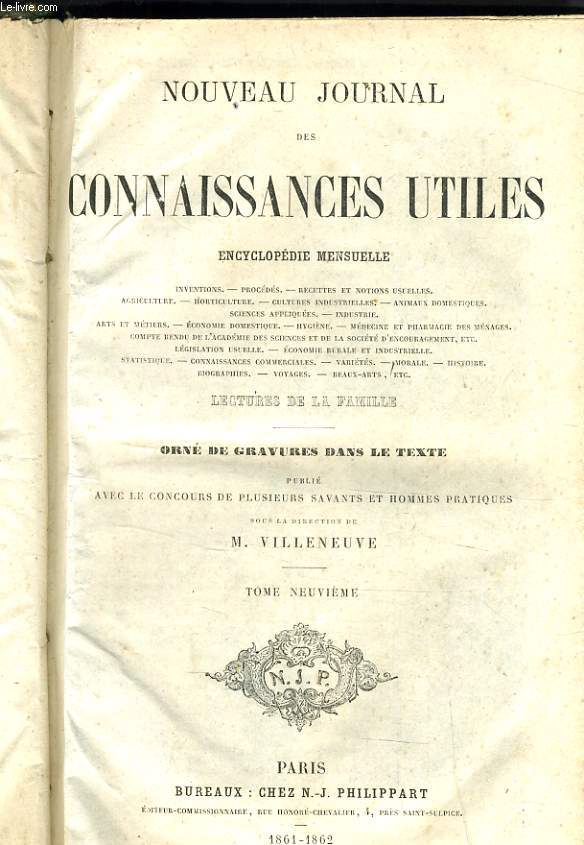 Le-livre.com
NOUVEAU JOURNAL
DES
CONNAISSANCES UTILES
ENCYCLOPÉDIE MENSUELLE
INVENTIONS. — PROCÉDÉS. — RECETTES ET NOTIONS USUELLES.
AGRICULTURE. — HORTICULTURE. — CULTURES INDUSTRIELLES. — ANIMAUX DOMESTIQUES.
SCIENCES APPLIQUÉES. — INDUSTRIE.
ARTS ET MÉTIERS. — ÉCONOMIE DOMESTIQUE. — HYGIÈNE. — MÉDECINE ET PHARMACIE DES MÉNAGES.
COMPTE RENDU DE L'ACADÉMIE DES SCIENCES ET DE LA SOCIÉTÉ D'ENCOURAGEMENT, ETC.
LÉGISLATION USUELLE. — ÉCONOMIE RURALE ET INDUSTRIELLE.
STATISTIQUE. — CONNAISSANCES COMMERCIALES. — VARIÉTÉS. — MORALE. — HISTOIRE.
BIOGRAPHIES. — VOYAGES. — BEAUX-ARTS, ETC.
LECTURES DE LA FAMILLE
ORNÉ DE GRAVURES DANS LE TEXTE
PUBLIÉ
AVEC LE CONCOURS DE PLUSIEURS SAVANTS ET HOMMES PRATIQUES
SOUS LA DIRECTION DE
M. VILLENEUVE
TOME NEUVIÈME
N. J. P.
PARIS
BUREAUX : CHEZ N.-J. PHILIPPART
ÉDITEUR-COMMISSIONNAIRE, RUE HONORÉ-CHEVALIER, 4, PRÈS SAINT-SULPICE.
1861-1862